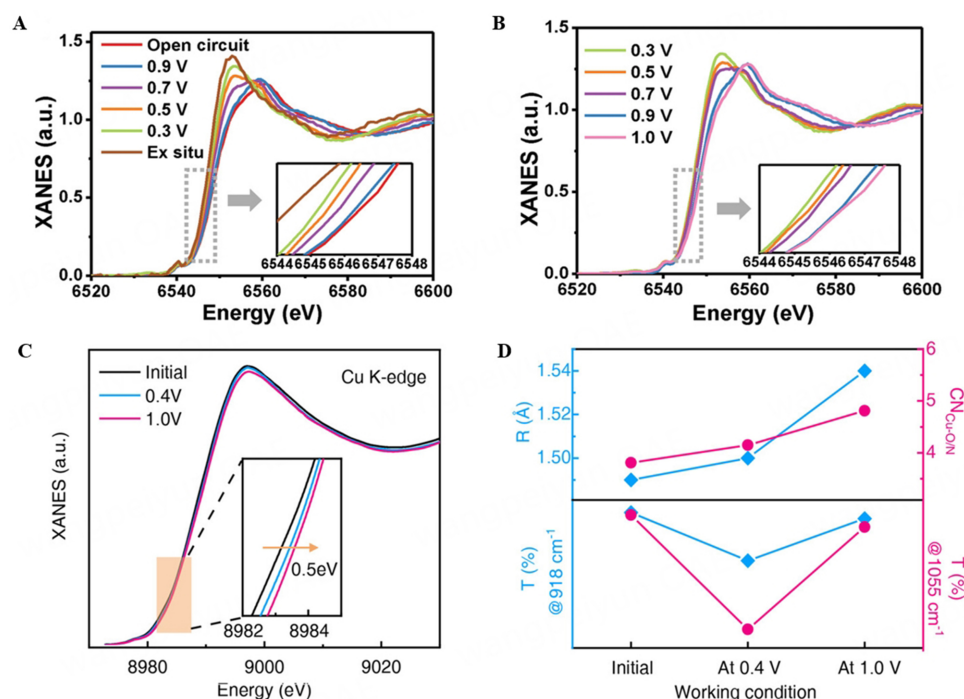 A
XANES (a.u.)
1.5
1.0
0.5
0.0
Open circuit
0.9 V
0.7 V
0.5 V
0.3 V
Ex situ
6544 6545 6546 6547 6548
6520 6540 6560 6580 6600
Energy (eV)
B
XANES (a.u.)
1.5
1.0
0.5
0.0
0.3 V
0.5 V
0.7 V
0.9 V
1.0 V
6544 6545 6546 6547 6548
6520 6540 6560 6580 6600
Energy (eV)
C
XANES (a.u.)
Initial
0.4V
1.0V
Cu K-edge
0.5eV
8982 8984
8980 9000 9020
Energy (eV)
D
R (Å)
1.54
1.52
1.50
6
5
4
CN Cu-O/N
T (%)
@918 cm-1
T (%)
@1055 cm-1
Initial At 0.4 V At 1.0 V
Working condition